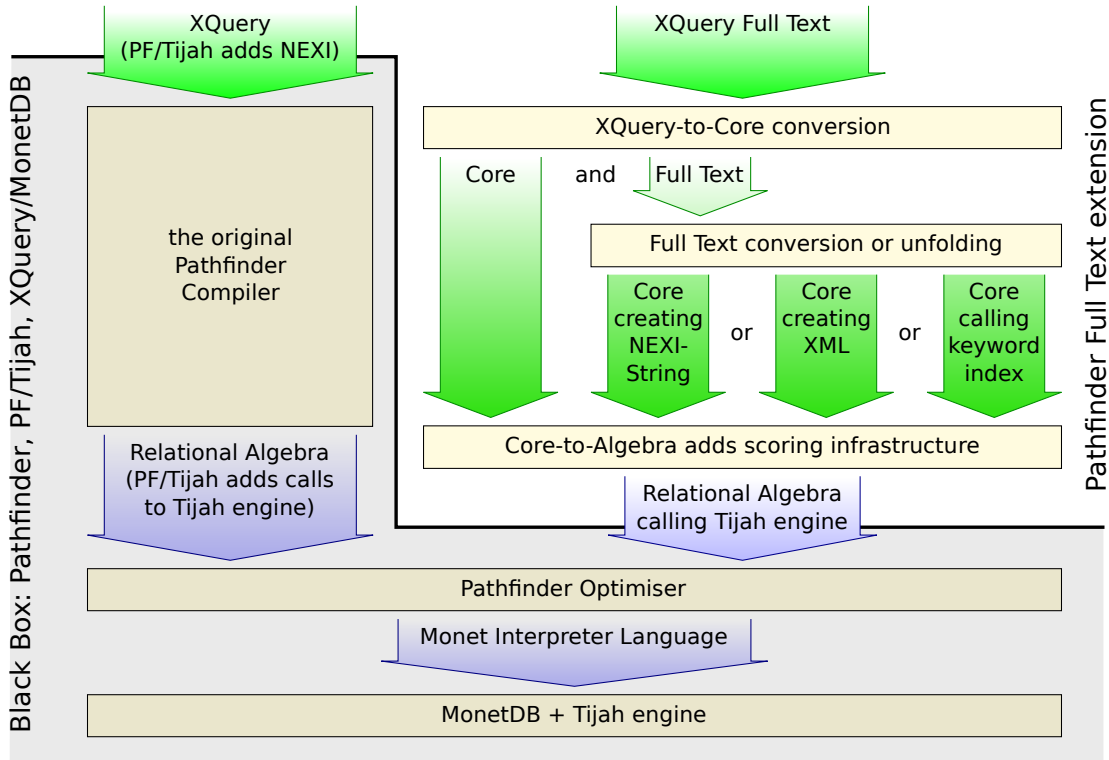 XQuery
(PF/Tijah adds NEXI)
XQuery Full Text
Black Box: Pathfinder, PF/Tijah, XQuery/MonetDB
Pathfinder Full Text extension
the original
Pathfinder
Compiler
XQuery-to-Core conversion
Core
and
Full Text
Full Text conversion or unfolding
Core
creating
NEXI-
String
or
Core
creating
XML
or
Core
calling
keyword
index
Relational Algebra
(PF/Tijah adds calls
to Tijah engine)
Core-to-Algebra adds scoring infrastructure
Relational Algebra
calling Tijah engine
Pathfinder Optimiser
Monet Interpreter Language
MonetDB + Tijah engine